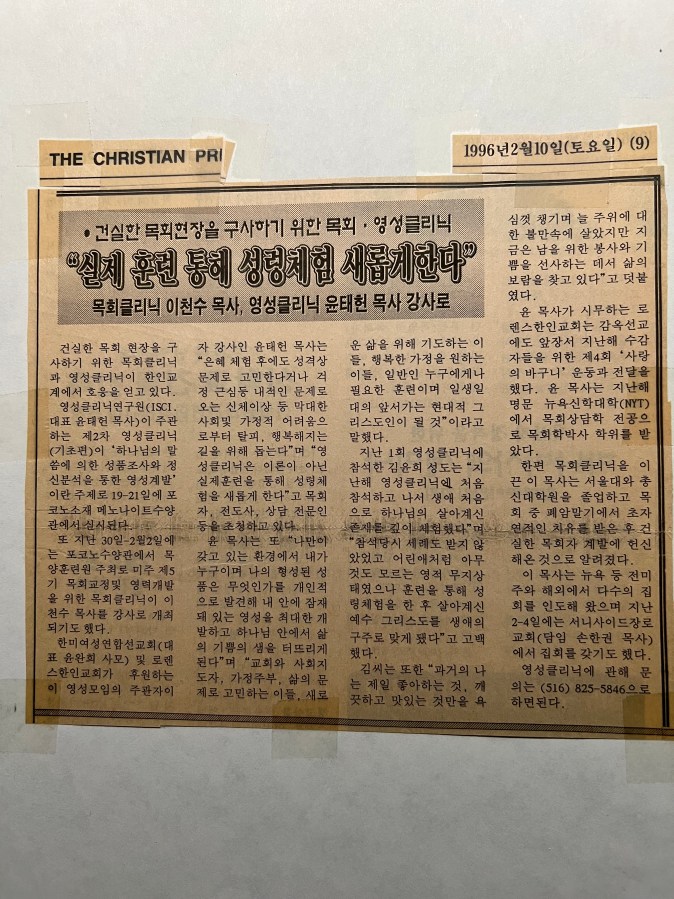 THE CHRISTIAN PR
1996년2월10일(토요일) (9)
• 건실한 목회현장을 구사하기 위한 목회 · 영성클리닉
“실제 훈련 통해 성령체험 새롭게한다”
목회클리닉 이천수 목사, 영성클리닉 윤태헌 목사 강사로
건실한 목회 현장을 구
사하기 위한 목회클리닉
과 영성클리닉이 한인교
계에서 호응을 얻고 있다.
영성클리닉연구원(ISCI.
대표 윤태헌 목사)이 주관
하는 제2차 영성클리닉
(기초편)이 ‘하나님의 말
씀에 의한 성품조사와 정
신분석을 통한 영성계발’
이란 주제로 19-21일에 포
코노소재 메노나이트수양
관에서 실시된다.
또 지난 30일-2월2일에
는 포코노수양관에서 목
양훈련원 주최로 미주 제5
기 목회교정및 영력개발
을 위한 목회클리닉이 이
천수 목사를 강사로 개최
되기도 했다.
한미여성연합선교회(대
표 윤완희 사모) 및 로렌
스한인교회가 후원하는
이 영성모임의 주관자이
자 강사인 윤태헌 목사는
“은혜 체험 후에도 성격상
문제로 고민한다거나 걱
정 근심등 내적인 문제로
오는 신체이상 등 막대한
사회및 가정적 어려움으
로부터 탈피, 행복해지는
길을 위해 돕는다”며 “영
성클리닉은 이론이 아닌
실제훈련을 통해 성령체
험을 새롭게 한다”고 목회
자, 전도사, 상담 전문인
등을 초청하고 있다.
윤 목사는 또 “나만이
갖고 있는 환경에서 내가
누구이며 나의 형성된 성
품은 무엇인가를 개인적
으로 발견해 내 안에 잠재
돼 있는 영성을 최대한 개
발하고 하나님 안에서 삶
의 기쁨의 생을 터뜨리게
된다”며 “교회와 사회지
도자, 가정주부, 삶의 문
제로 고민하는 이들, 새로
운 삶을 위해 기도하는 이
들, 행복한 가정을 원하는
이들, 일반인 누구에게나
필요한 훈련이며 일생일
대의 앞서가는 현대적 그
리스도인이 될 것”이라고
말했다.
지난 1회 영성클리닉에
참석한 김윤희 성도는 “지
난해 영성클리닉에 처음
참석하고 나서 생애 처음
으로 하나님의 살아계신
존재를 깊이 체험했다”며
“참석당시 세례도 받지 않
았었고 어린애처럼 아무
것도 모르는 영적 무지상
태였으나 훈련을 통해 성
령체험을 한 후 살아계신
예수 그리스도를 생애의
구주로 맞게 됐다”고 고백
했다.
김씨는 또한 “과거의 나
는 제일 좋아하는 것, 깨
끗하고 맛있는 것만을 욕
심껏 챙기며 늘 주위에 대
한 불만속에 살았지만 지
금은 남을 위한 봉사와 기
쁨을 선사하는 데서 삶의
보람을 찾고 있다”고 덧붙
였다.
윤 목사가 시무하는 로
렌스한인교회는 감옥선교
에도 앞장서 지난해 수감
자들을 위한 제4회 ‘사랑
의 바구니’ 운동과 전달을
했다. 윤 목사는 지난해
명문 뉴욕신학대학(NYT)
에서 목회상담학 전공으
로 목회학박사 학위를 받
았다.
한편 목회클리닉을 이
끈 이 목사는 서울대와 총
신대학원을 졸업하고 목
회 중 폐암말기에서 초자
연적인 치유를 받은 후 건
실한 목회자 계발에 헌신
해온 것으로 알려졌다.
이 목사는 뉴욕 등 전미
주와 해외에서 다수의 집
회를 인도해 왔으며 지난
2-4일에는 서니사이드장로
교회(담임 손한권 목사)
에서 집회를 갖기도 했다.
영성클리닉에 관해 문
의는 (516) 825-5846으로
하면된다.